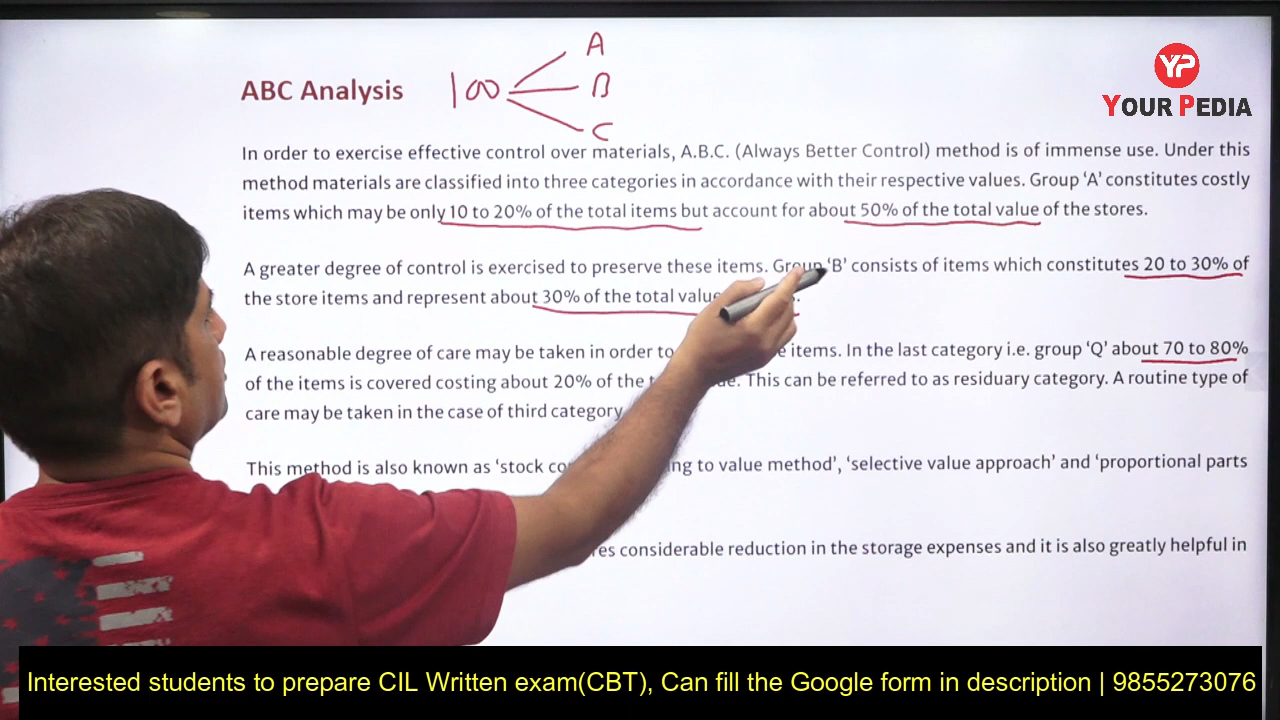 A
ABC Analysis 100 B
C
YP
YOUR PEDIA
In order to exercise effective control over materials, A.B.C. (Always Better Control) method is of immense use. Under this
method materials are classified into three categories in accordance with their respective values. Group ‘A’ constitutes costly
items which may be only 10 to 20% of the total items but account for about 50% of the total value of the stores.
A greater degree of control is exercised to preserve these items. Group ‘B’ consists of items which constitutes 20 to 30% of
the store items and represent about 30% of the total value
A reasonable degree of care may be taken in order to items. In the last category i.e. group ‘Q’ about 70 to 80%
of the items is covered costing about 20% of the This can be referred to as residuary category. A routine type of
care may be taken in the case of third category
This method is also known as ‘stock to value method’, ‘selective value approach’ and ‘proportional parts
considerable reduction in the storage expenses and it is also greatly helpful in
Interested students to prepare CIL Written exam(CBT), Can fill the Google form in description | 9855273076